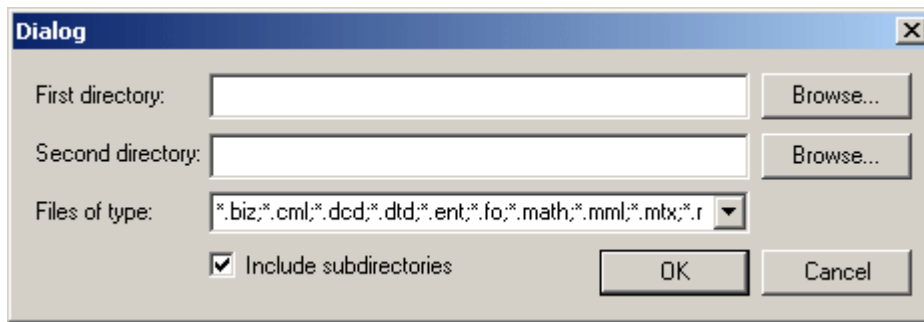 Dialog
First directory: Browse...
Second directory: Browse...
Files of type: *.biz;*.cml;*.dcd;*.dtd;*.ent;*.fo;*.math;*.mml;*.mtx;*.r
Include subdirectories OK Cancel